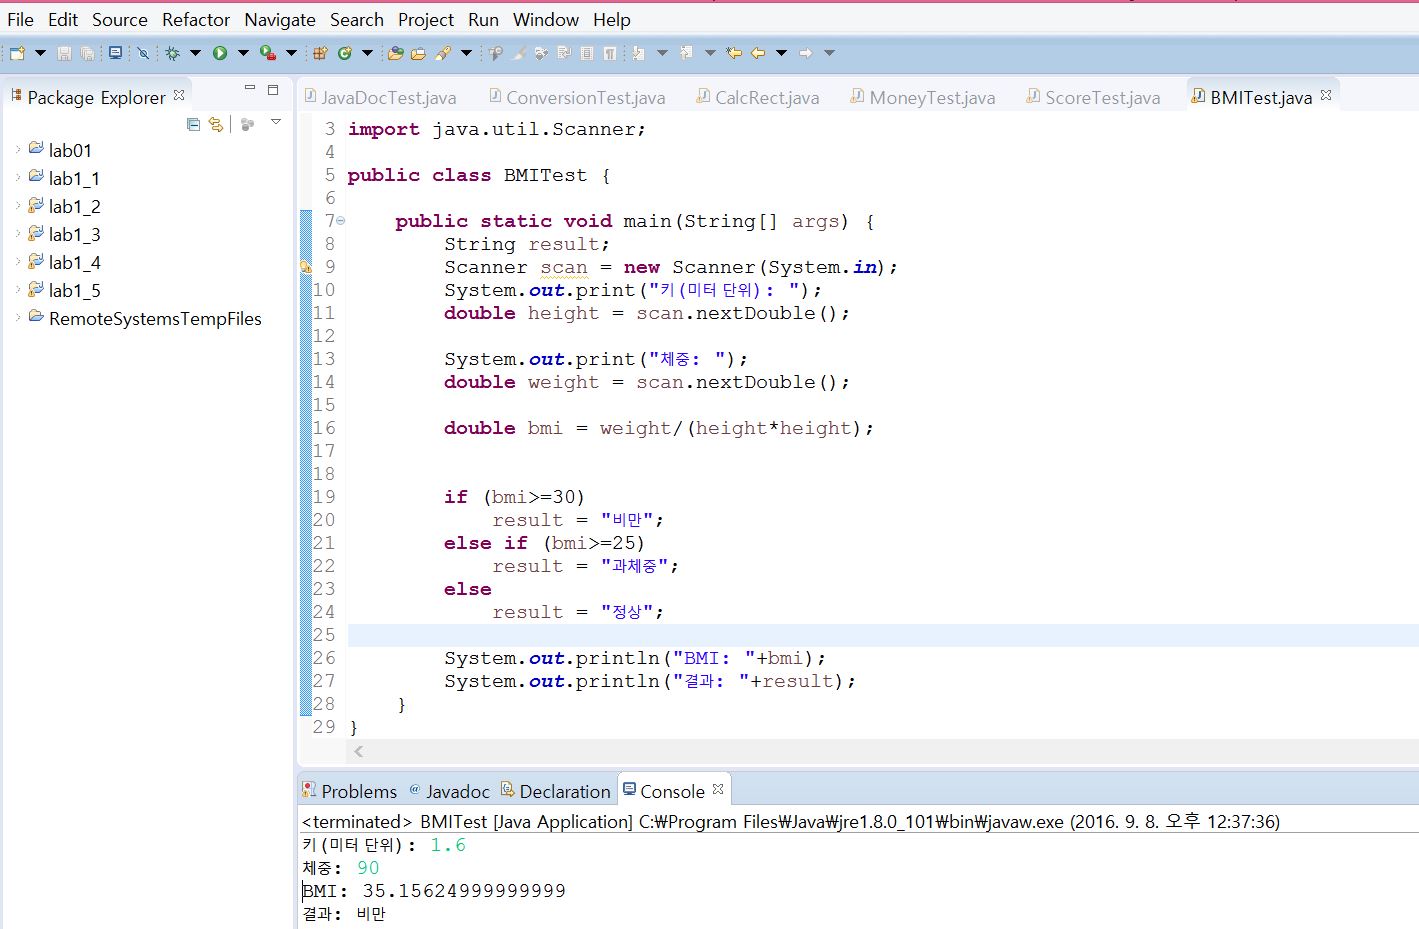 File Edit Source Refactor Navigate Search Project Run Window Help
Package Explorer
lab01
lab1_1
lab1_2
lab1_3
lab1_4
lab1_5
RemoteSystemsTempFiles
JavaDocTest.java ConversionTest.java CalcRect.java MoneyTest.java ScoreTest.java BMITest.java
3 import java.util.Scanner;
4
5 public class BMITest {
6
7 public static void main(String[] args) {
8 String result;
9 Scanner scan = new Scanner(System.in);
10 System.out.print("키(미터 단위): ");
11 double height = scan.nextDouble();
12
13 System.out.print("체중: ");
14 double weight = scan.nextDouble();
15
16 double bmi = weight/(height*height);
17
18
19 if (bmi>=30)
20 result = "비만";
21 else if (bmi>=25)
22 result = "과체중";
23 else
24 result = "정상";
25
26 System.out.println("BMI: "+bmi);
27 System.out.println("결과: "+result);
28 }
29 }
Problems @ Javadoc Declaration Console
<terminated> BMITest [Java Application] C:₩Program Files₩Java₩jre1.8.0_101₩bin₩javaw.exe (2016. 9. 8. 오후 12:37:36)
키(미터 단위): 1.6
체중: 90
BMI: 35.15624999999999
결과: 비만